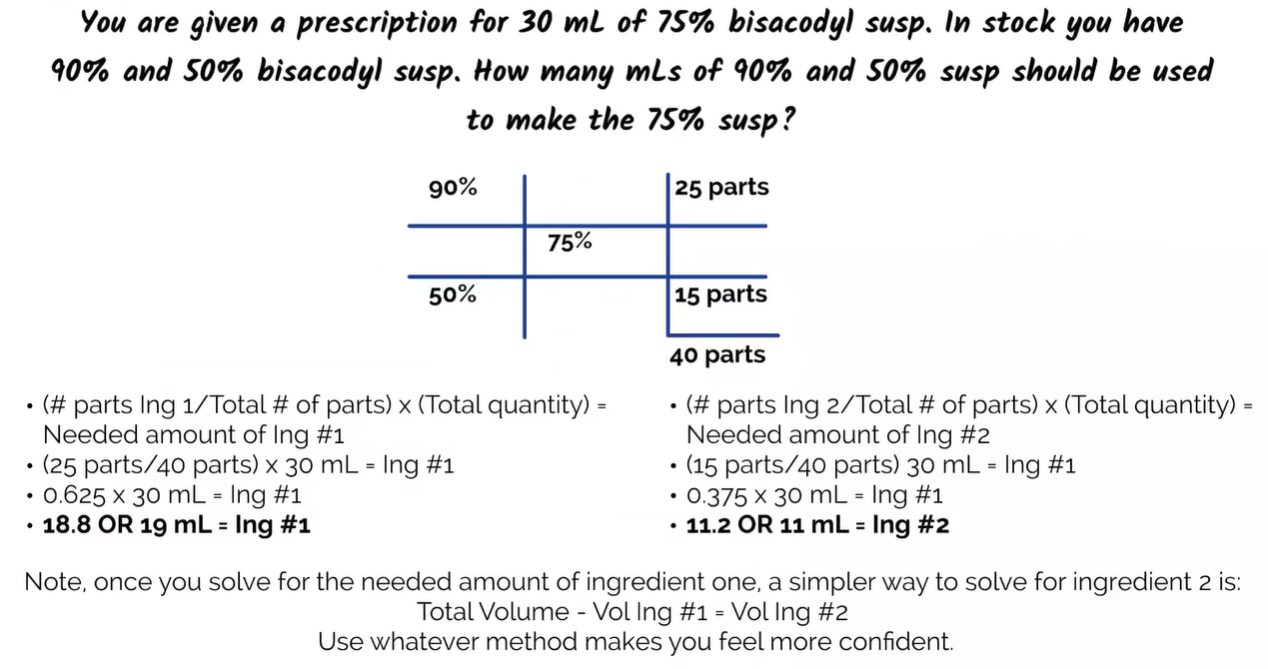 You are given a prescription for 30 mL of 75% bisacodyl susp. In stock you have
90% and 50% bisacodyl susp. How many mLs of 90% and 50% susp should be used
to make the 75% susp?
90%
25 parts
75%
50%
15 parts
40 parts
• (# parts Ing 1/Total # of parts) x (Total quantity) =
Needed amount of Ing #1
• (25 parts/40 parts) x 30 mL = Ing #1
• 0.625 x 30 mL = Ing #1
• 18.8 OR 19 mL = Ing #1
• (# parts Ing 2/Total # of parts) x (Total quantity) =
Needed amount of Ing #2
• (15 parts/40 parts) 30 mL = Ing #1
• 0.375 x 30 mL = Ing #1
• 11.2 OR 11 mL = Ing #2
Note, once you solve for the needed amount of ingredient one, a simpler way to solve for ingredient 2 is:
Total Volume - Vol Ing #1 = Vol Ing #2
Use whatever method makes you feel more confident.